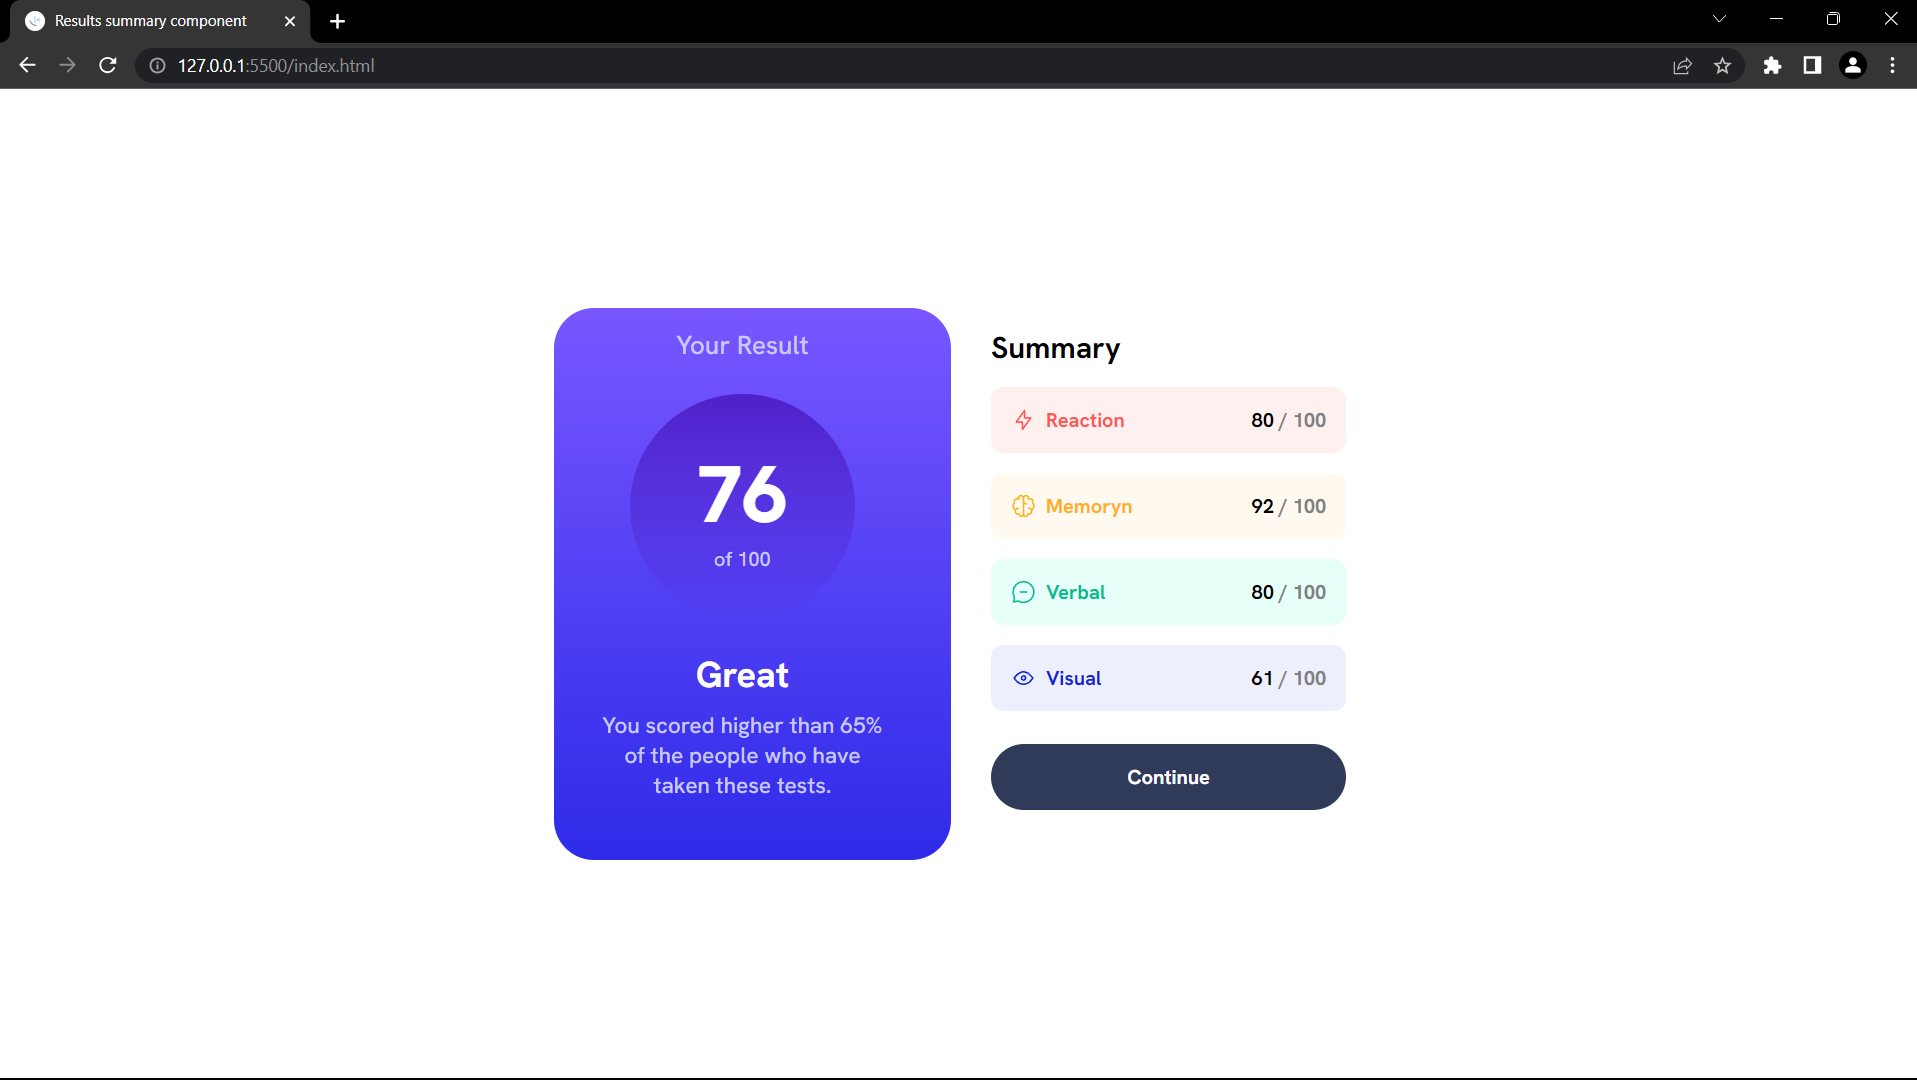 Results summary component
127.0.0.1:5500/index.html
Your Result
76
of 100
Great
You scored higher than 65%
of the people who have
taken these tests.
Summary
Reaction 80 / 100
Memoryn 92 / 100
Verbal 80 / 100
Visual 61 / 100
Continue